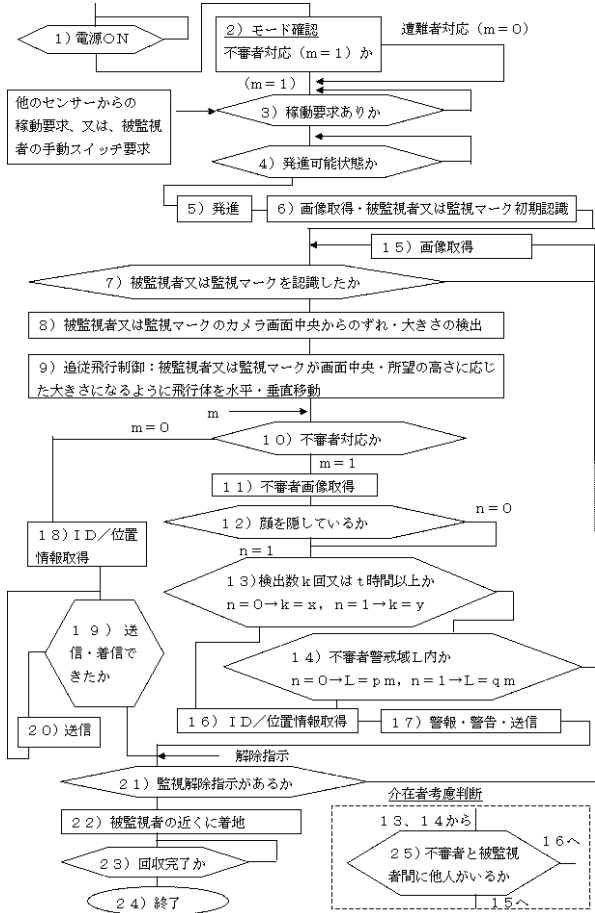 1）電源ＯＮ
2）モード確認
不審者対応（ｍ＝1）か
遭難者対応（ｍ＝0）
（ｍ＝1）
他のセンサーからの
稼動要求、又は、被監視
者の手動スイッチ要求
3）稼働要求ありか
4）発進可能状態か
5）発進
6）画像取得・被監視者又は監視マーク初期認識
15）画像取得
7）被監視者又は監視マークを認識したか
8）被監視者又は監視マークのカメラ画面中央からのずれ・大きさの検出
9）追従飛行制御：被監視者又は監視マークが画面中央・所望の高さに応じ
た大きさになるように飛行体を水平・垂直移動
ｍ
ｍ＝0
10）不審者対応か
ｍ＝1
11）不審者画像取得
12）顔を隠しているか
ｎ＝0
ｎ＝1
18）ＩＤ／位置
情報取得
13）検出数ｋ回又はｔ時間以上か
ｎ＝0→ｋ＝ｘ，ｎ＝1→ｋ＝ｙ
19）送
信・着信で
きたか
14）不審者警戒域Ｌ内か
ｎ＝0→Ｌ＝ｐｍ，ｎ＝1→Ｌ＝ｑｍ
20）送信
16）ＩＤ／位置情報取得
17）警報・警告・送信
解除指示
21）監視解除指示があるか
介在者考慮判断
22）被監視者の近くに着地
13、14から
16へ
23）回収完了か
25）不審者と被監視
者間に他人がいるか
24）終了
15へ